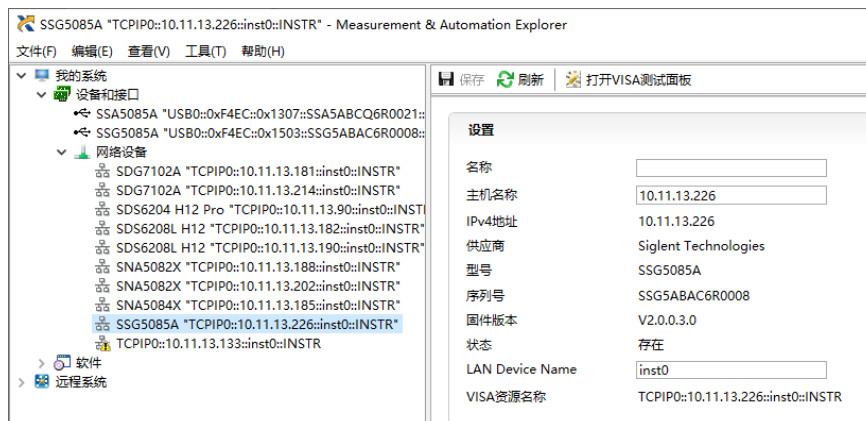 SSG5085A "TCPIP0::10.11.13.226::inst0::INSTR" - Measurement & Automation Explorer
文件(F) 编辑(E) 查看(V) 工具(T) 帮助(H)
我的系统
设备和接口
SSA5085A "USB0::0xF4EC::0x1307::SSA5ABCQ6R0021::
SSG5085A "USB0::0xF4EC::0x1503::SSG5ABAC6R0008::
网络设备
SDG7102A "TCPIP0::10.11.13.181::inst0::INSTR"
SDG7102A "TCPIP0::10.11.13.214::inst0::INSTR"
SDS6204 H12 Pro "TCPIP0::10.11.13.90::inst0::INSTI
SDS6208L H12 "TCPIP0::10.11.13.182::inst0::INSTR"
SDS6208L H12 "TCPIP0::10.11.13.190::inst0::INSTR"
SNA5082X "TCPIP0::10.11.13.188::inst0::INSTR"
SNA5082X "TCPIP0::10.11.13.202::inst0::INSTR"
SNA5084X "TCPIP0::10.11.13.185::inst0::INSTR"
SSG5085A "TCPIP0::10.11.13.226::inst0::INSTR"
TCPIP0::10.11.13.133::inst0::INSTR
软件
远程系统
保存 刷新 打开VISA测试面板
设置
名称
主机名称 10.11.13.226
IPv4地址 10.11.13.226
供应商 Siglent Technologies
型号 SSG5085A
序列号 SSG5ABAC6R0008
固件版本 V2.0.0.3.0
状态 存在
LAN Device Name inst0
VISA资源名称 TCPIP0::10.11.13.226::inst0::INSTR